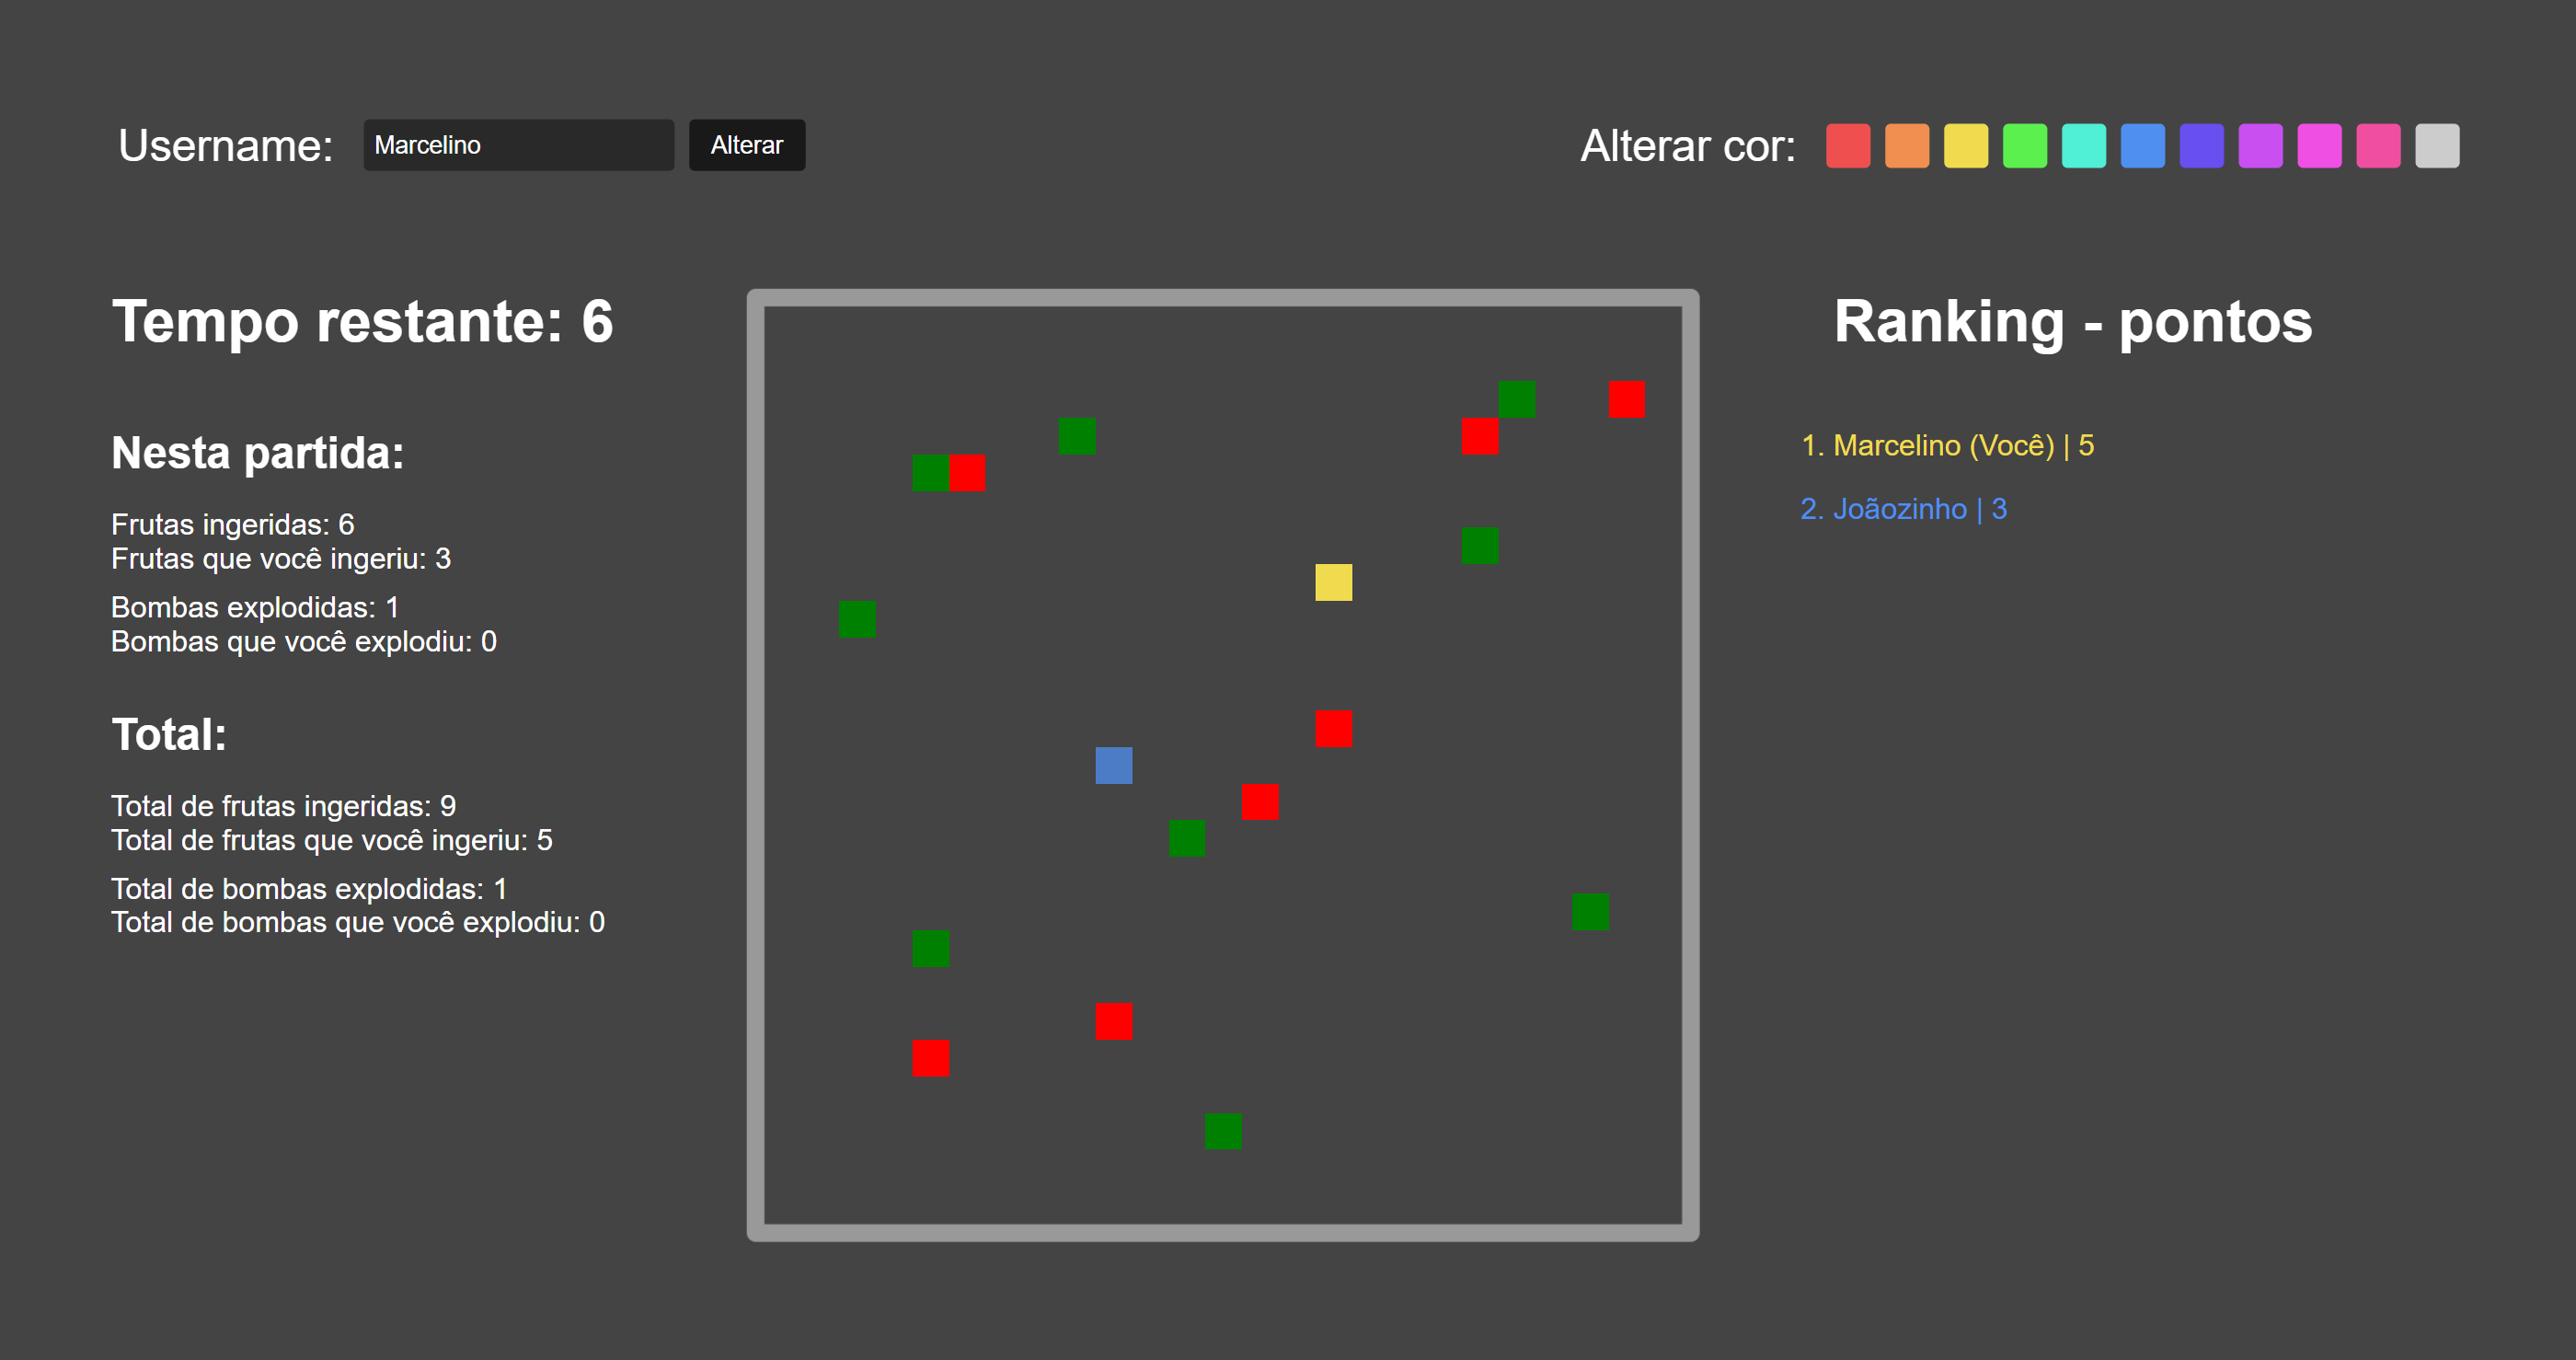 Username: Marcelino Alterar
Alterar cor:
Tempo restante: 6
Nesta partida:
Frutas ingeridas: 6
Frutas que você ingeriu: 3
Bombas explodidas: 1
Bombas que você explodiu: 0
Total:
Total de frutas ingeridas: 9
Total de frutas que você ingeriu: 5
Total de bombas explodidas: 1
Total de bombas que você explodiu: 0
Ranking - pontos
1. Marcelino (Você) | 5
2. Joãozinho | 3